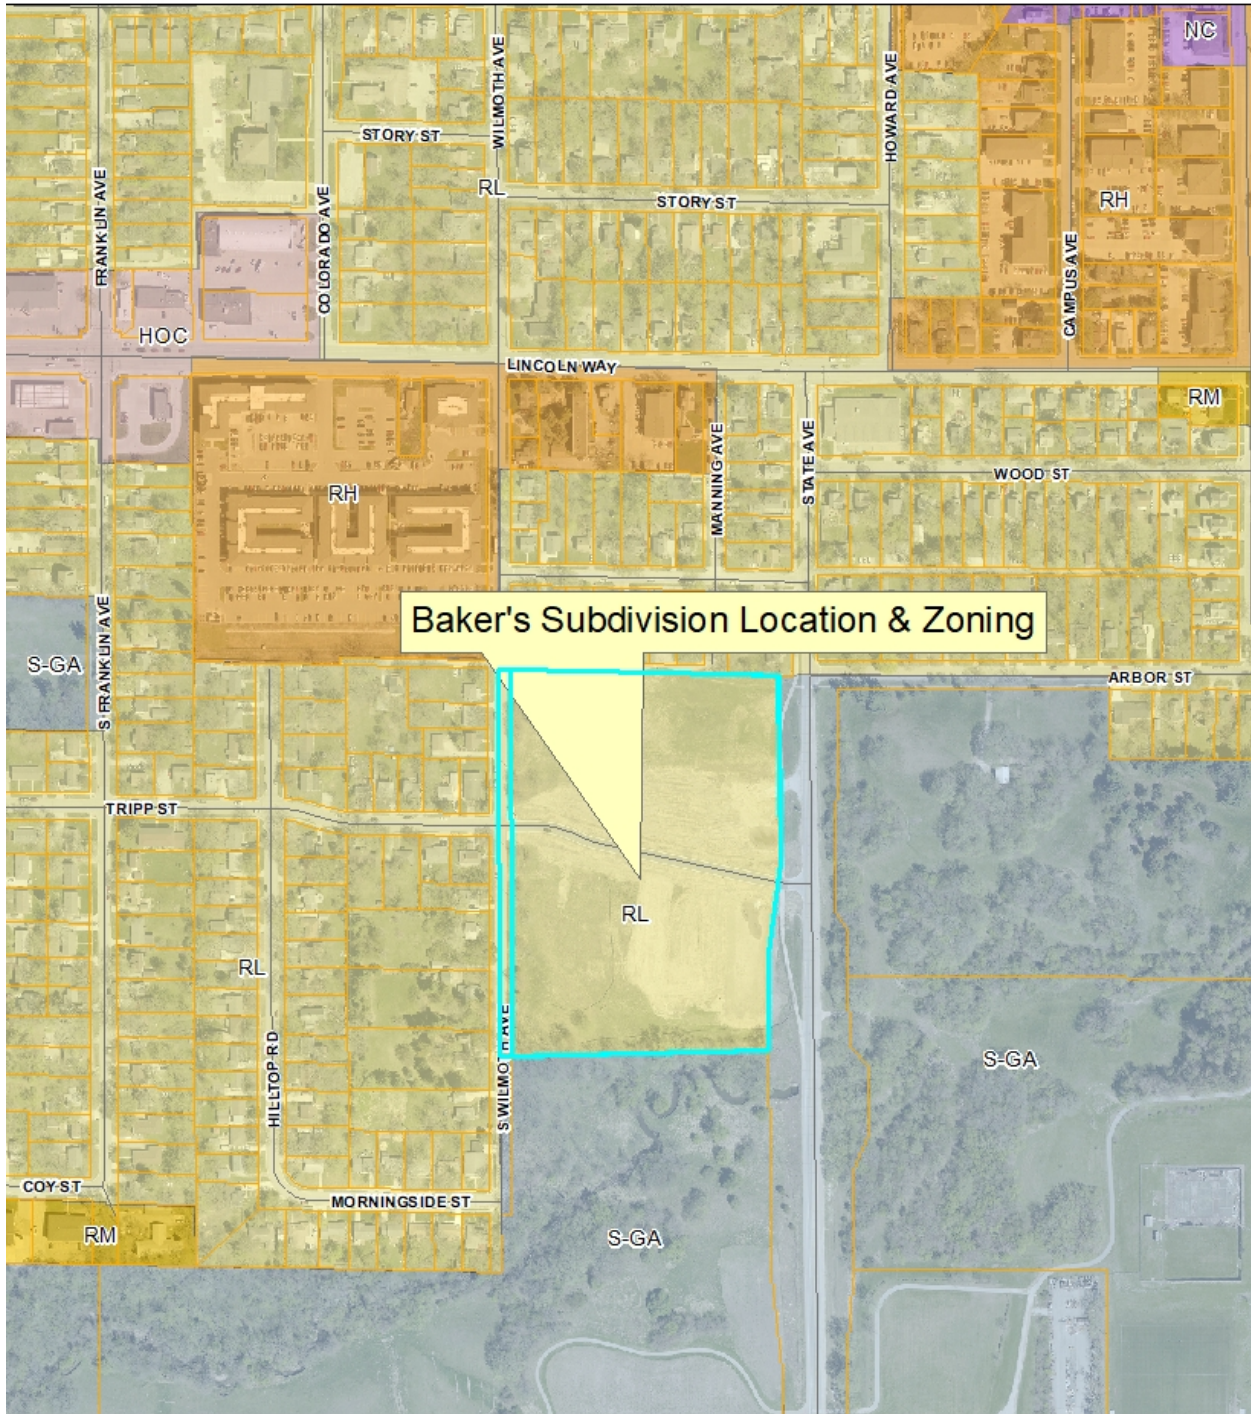 NC
WILMOTH AVE
HOWARD AVE
STORY ST
FRANKLIN AVE
COLORADO AVE
RL
STORY ST
RH
CAMPUS AVE
HOC
LINCOLN WAY
RM
MANNING AVE
STATE AVE
WOOD ST
RH
Baker's Subdivision Location & Zoning
S-GA
S FRANKLIN AVE
ARBOR ST
TRIPP ST
RL
RL
HILLTOP RD
S WILMOTH AVE
S-GA
COY ST
MORNINGSIDE ST
RM
S-GA